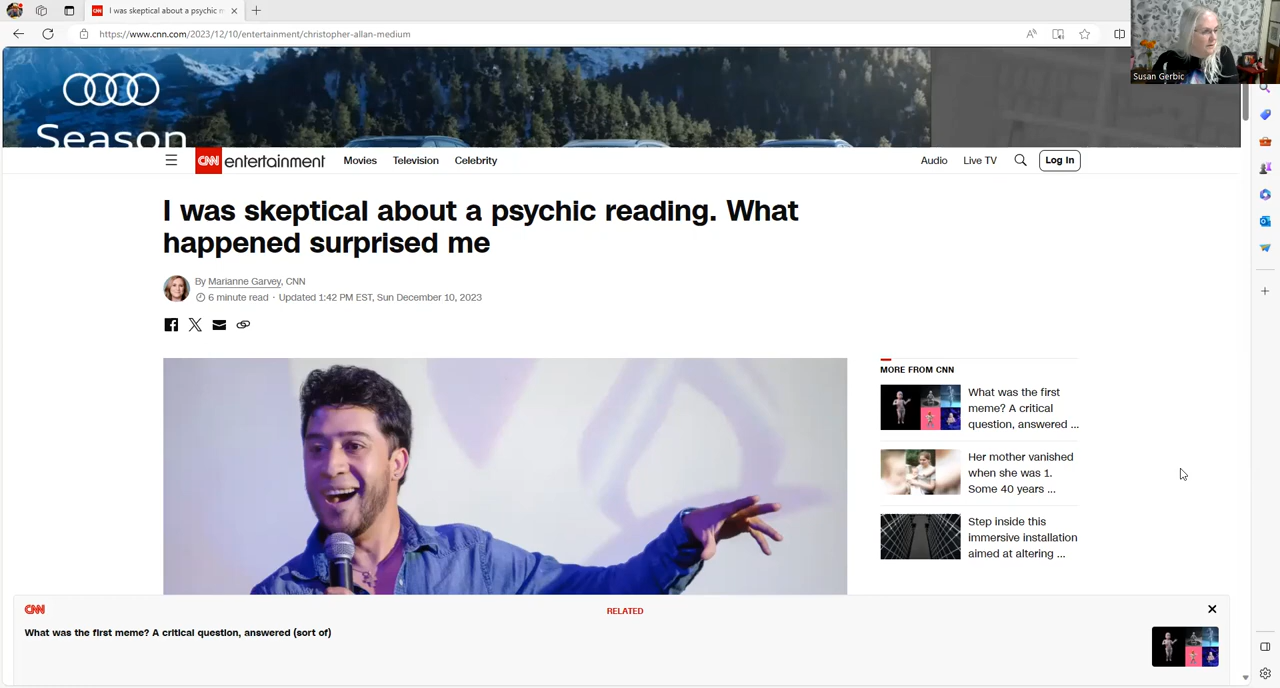 I was skeptical about a psychic r
https://www.cnn.com/2023/12/10/entertainment/christopher-allan-medium
Susan Gerbic
Season
CNN entertainment Movies Television Celebrity Audio Live TV Log In
I was skeptical about a psychic reading. What
happened surprised me
By Marianne Garvey, CNN
6 minute read · Updated 1:42 PM EST, Sun December 10, 2023
MORE FROM CNN
What was the first
meme? A critical
question, answered ...
Her mother vanished
when she was 1.
Some 40 years ...
Step inside this
immersive installation
aimed at altering ...
CNN
RELATED
What was the first meme? A critical question, answered (sort of)